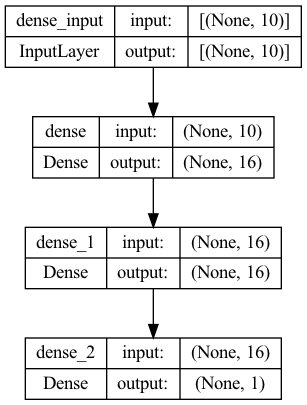 dense_input input: [(None, 10)]
InputLayer output: [(None, 10)]
dense input: (None, 10)
Dense output: (None, 16)
dense_1 input: (None, 16)
Dense output: (None, 16)
dense_2 input: (None, 16)
Dense output: (None, 1)